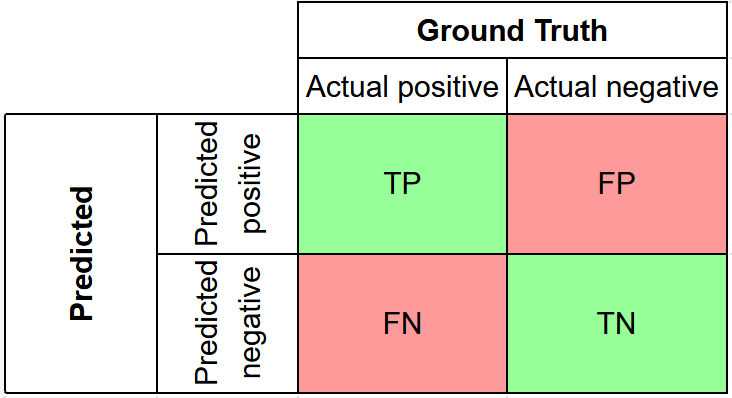 Ground Truth
Actual positive
Actual negative
Predicted
Predicted
positive
TP
FP
Predicted
negative
FN
TN